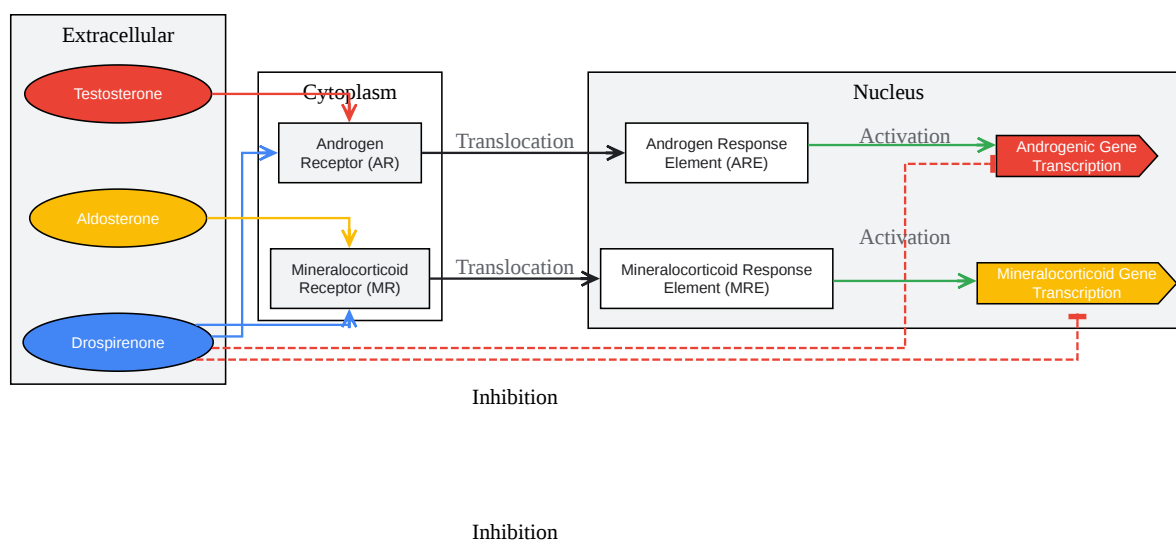 Extracellular
Testosterone
Cytoplasm
Nucleus
Androgen
Receptor (AR)
Translocation
Androgen Response
Element (ARE)
Activation
Androgenic Gene
Transcription
Aldosterone
Mineralocorticoid
Receptor (MR)
Translocation
Mineralocorticoid Response
Element (MRE)
Activation
Mineralocorticoid Gene
Transcription
Drospirenone
Inhibition
Inhibition